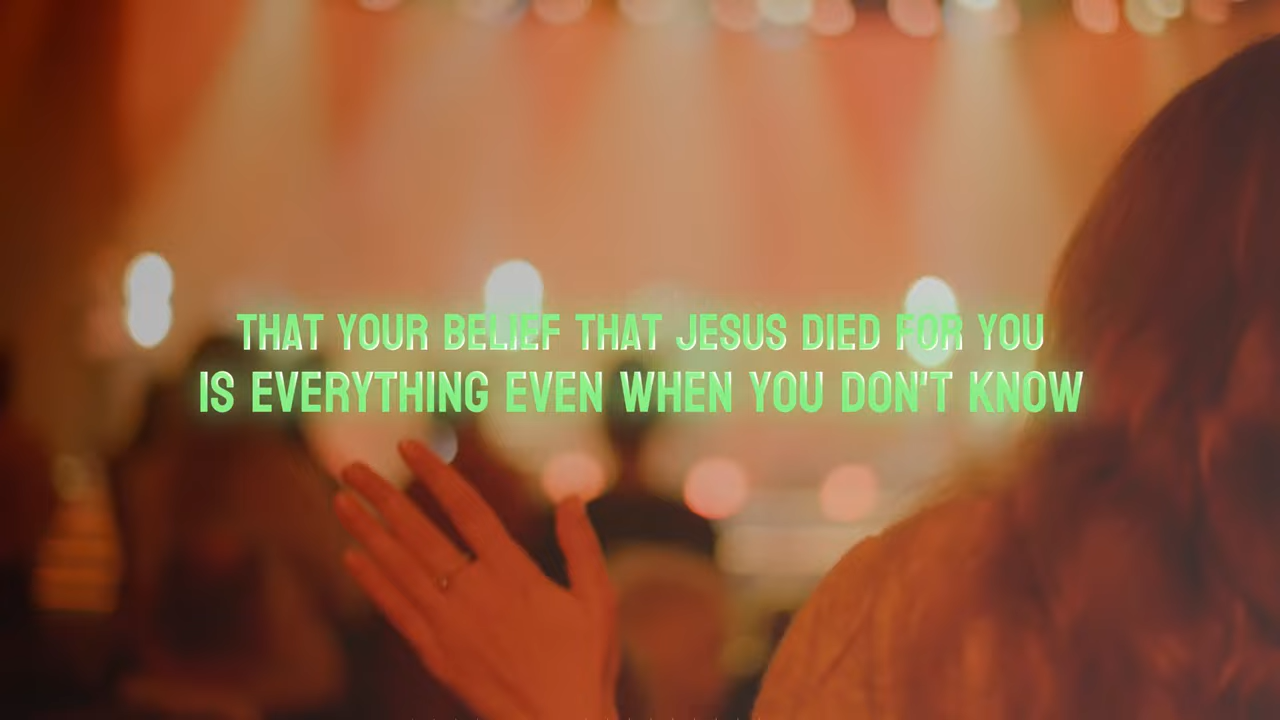 THAT YOUR BELIEF THAT JESUS DIED FOR YOU
IS EVERYTHING EVEN WHEN YOU DON'T KNOW